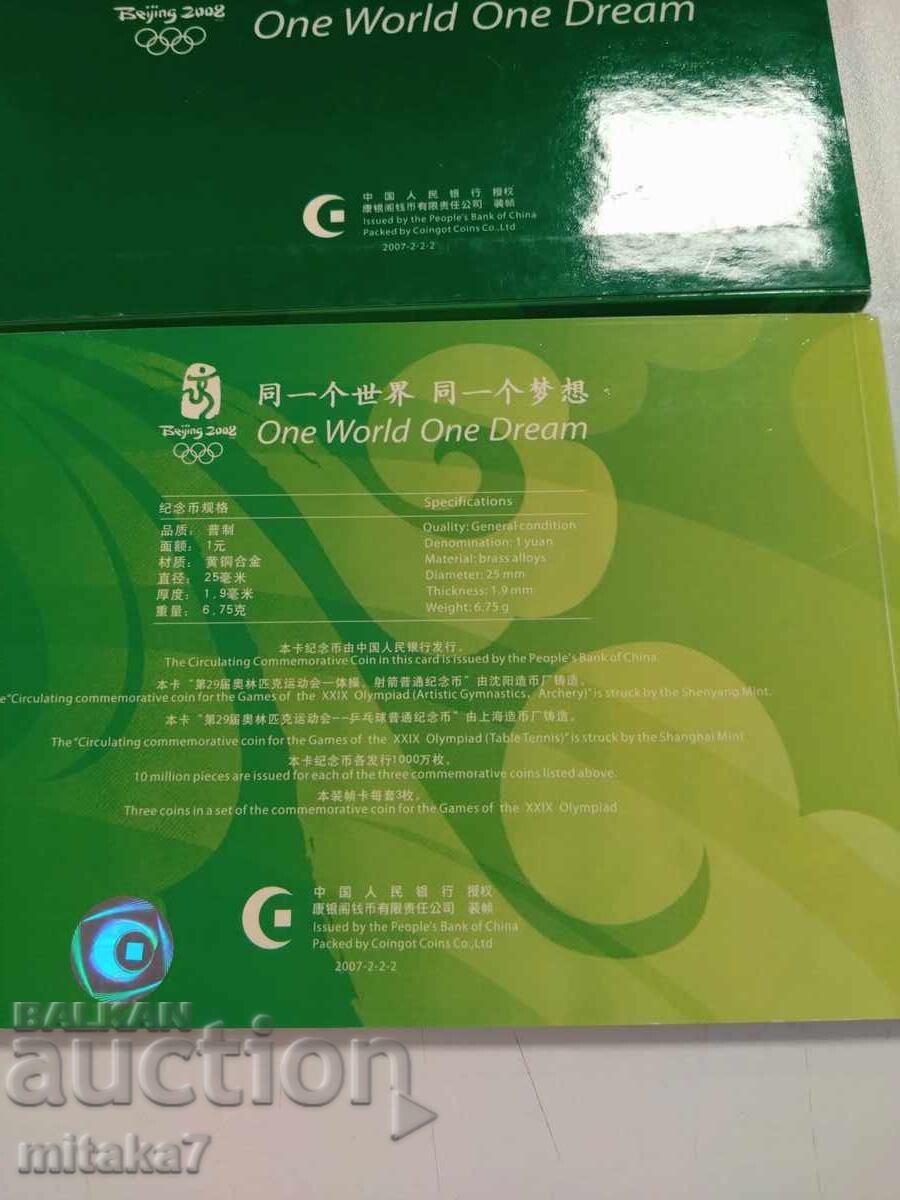 Beijing 2008
One World One Dream
中国人民银行 授权
康银阁钱币有限责任公司 装帧
Issued by the People's Bank of China
Packed by Coingot Coins Co.,Ltd
2007-2-2-2
Beijing 2008
同一个世界 同一个梦想
One World One Dream
纪念币规格 Specifications
品质：普制 Quality: General condition
面额：1元 Denomination: 1 yuan
材质：黄铜合金 Material: brass alloys
直径：25毫米 Diameter: 25 mm
厚度：1.9毫米 Thickness: 1.9 mm
重量：6.75克 Weight: 6.75 g
本卡纪念币由中国人民银行发行。
The Circulating Commemorative Coin in this card is issued by the People's Bank of China.
本卡“第29届奥林匹克运动会—体操、射箭普通纪念币”由沈阳造币厂铸造。
he “Circulating commemorative coin for the Games of the XXIX Olympiad (Artistic Gymnastics, Archery)” is struck by the Shenyang Mint.
本卡“第29届奥林匹克运动会--乒乓球普通纪念币”由上海造币厂铸造。
The “Circulating commemorative coin for the Games of the XXIX Olympiad (Table Tennis)” is struck by the Shanghai Mint
本卡纪念币各发行1000万枚。
10 million pieces are issued for each of the three commemorative coins listed above.
本装帧卡每套3枚。
Three coins in a set of the commemorative coin for the Games of the XXIX Olympiad
中国人民银行 授权
康银阁钱币有限责任公司 装帧
Issued by the People's Bank of China
Packed by Coingot Coins Co.,Ltd
2007-2-2-2
BALKAN
auction
mitaka7